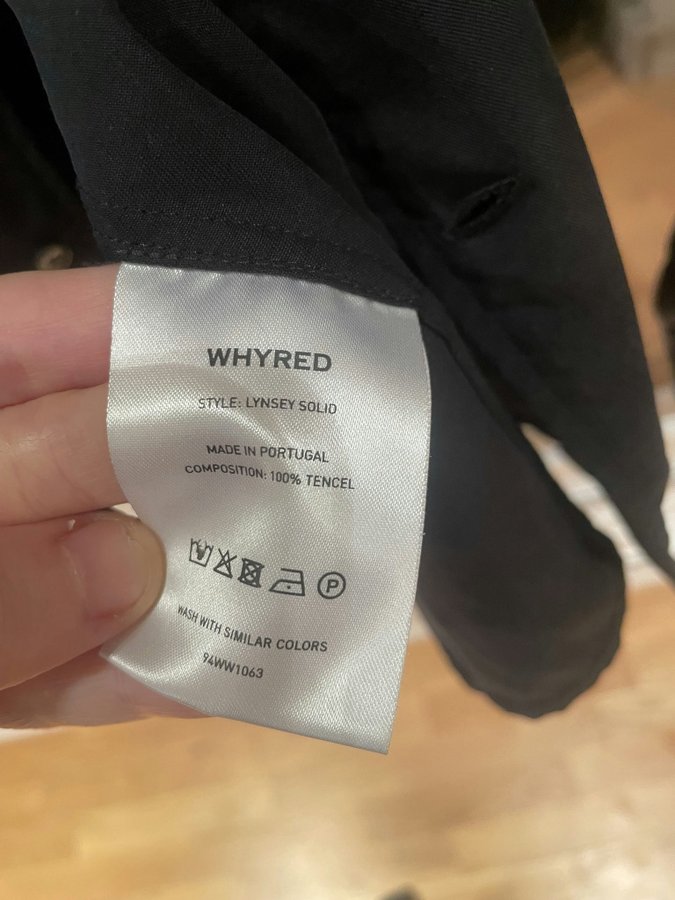 WHYRED
STYLE: LYNSEY SOLID
MADE IN PORTUGAL
COMPOSITION: 100% TENCEL
P
WASH WITH SIMILAR COLORS
94WW1063